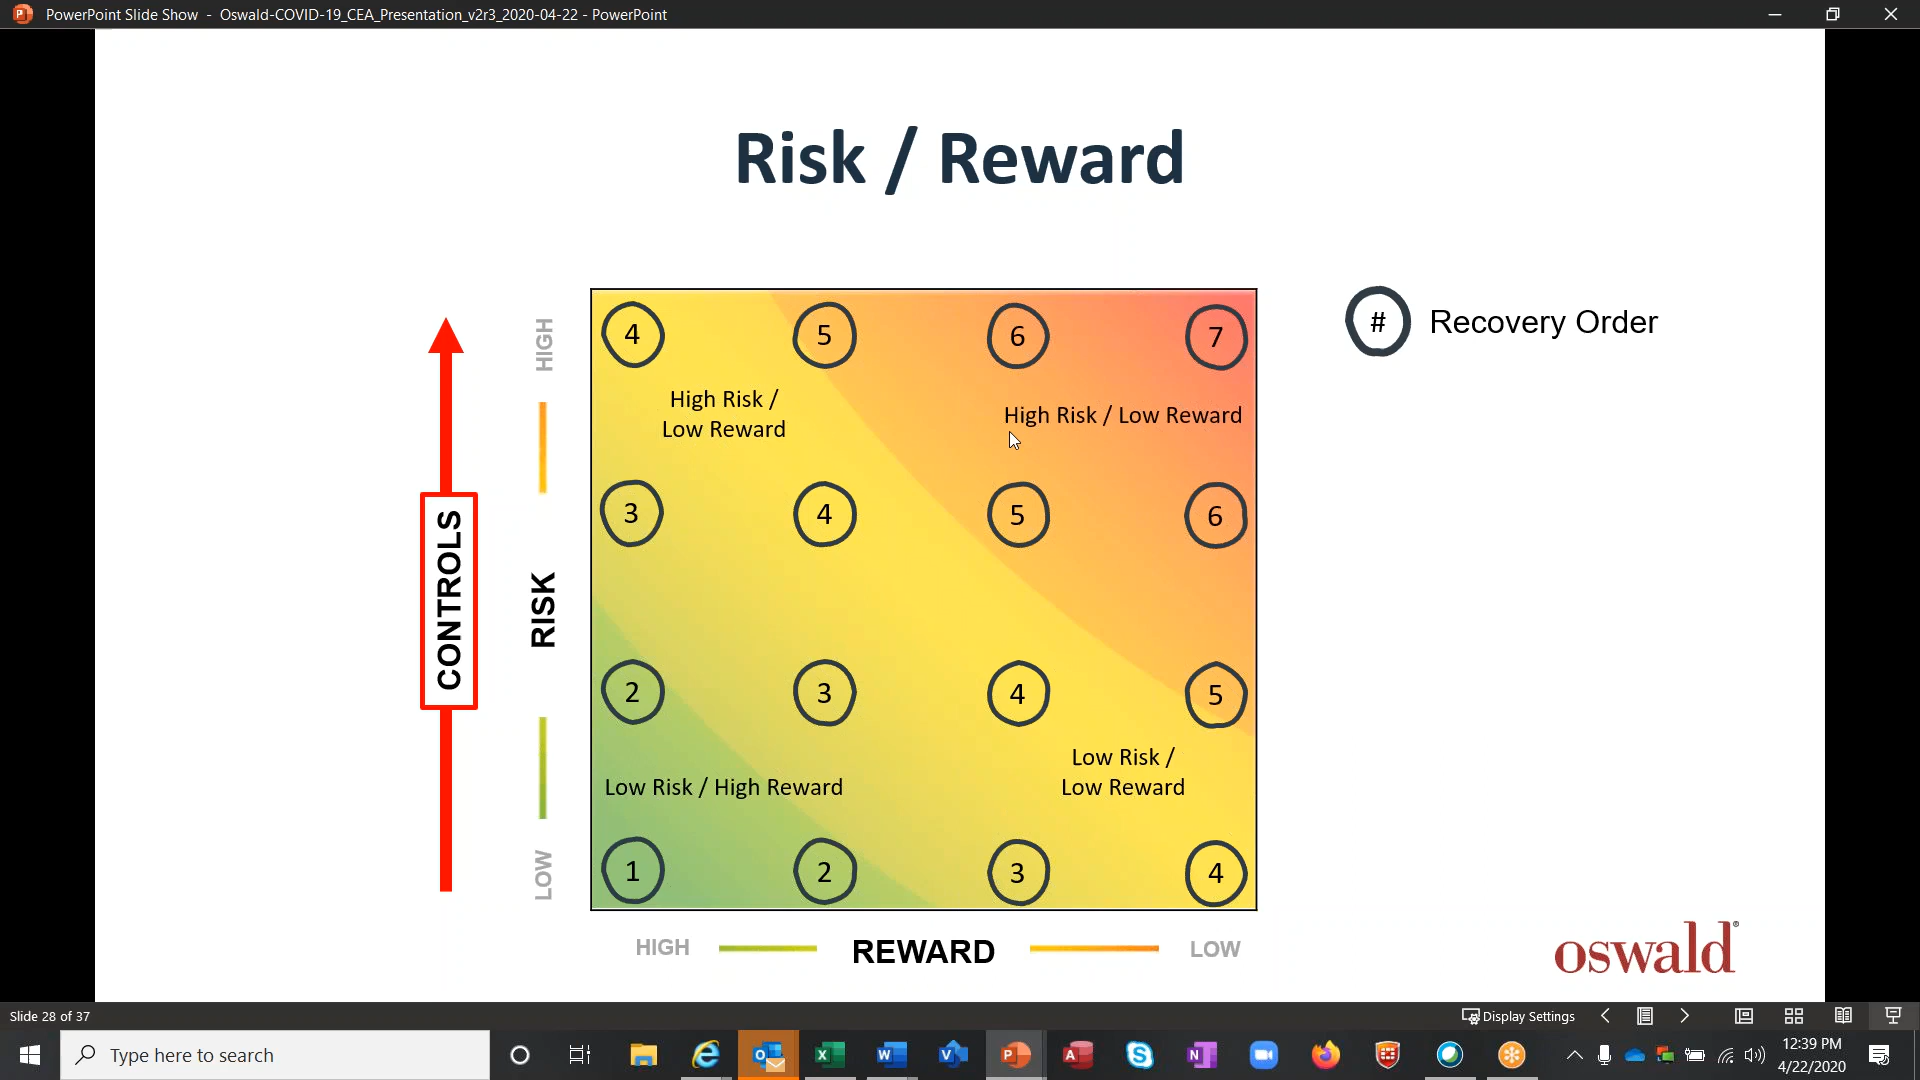 PowerPoint Slide Show - Oswald-COVID-19_CEA_Presentation_v2r3_2020-04-22 - PowerPoint
Risk / Reward
# Recovery Order
CONTROLS
HIGH
RISK
LOW
4 5 6 7
High Risk /
Low Reward
High Risk / Low Reward
3 4 5 6
2 3 4 5
Low Risk /
Low Reward
Low Risk / High Reward
1 2 3 4
HIGH REWARD LOW
oswald®
Slide 28 of 37
Display Settings
Type here to search
12:39 PM
4/22/2020